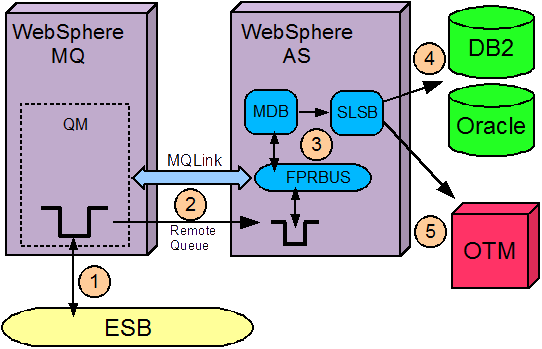 WebSphere
MQ
QM
WebSphere
AS
MDB
SLSB
4
DB2
Oracle
3
MQLink
FPRBUS
2
Remote
Queue
5
OTM
1
ESB